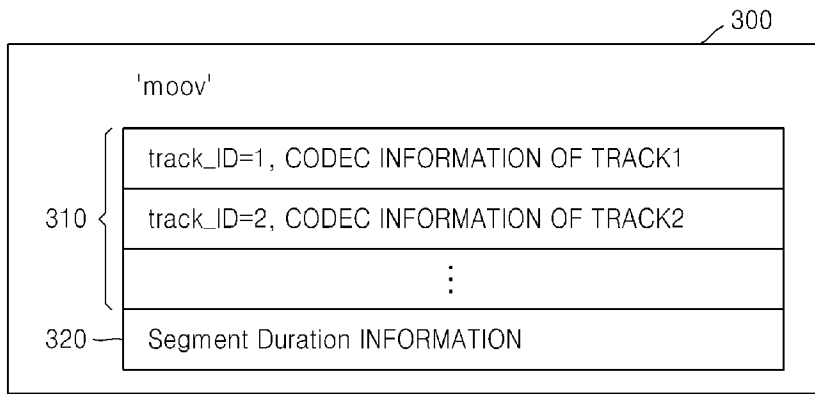 300
'moov'
track_ID=1, CODEC INFORMATION OF TRACK1
310
track_ID=2, CODEC INFORMATION OF TRACK2
⋮
320
Segment Duration INFORMATION